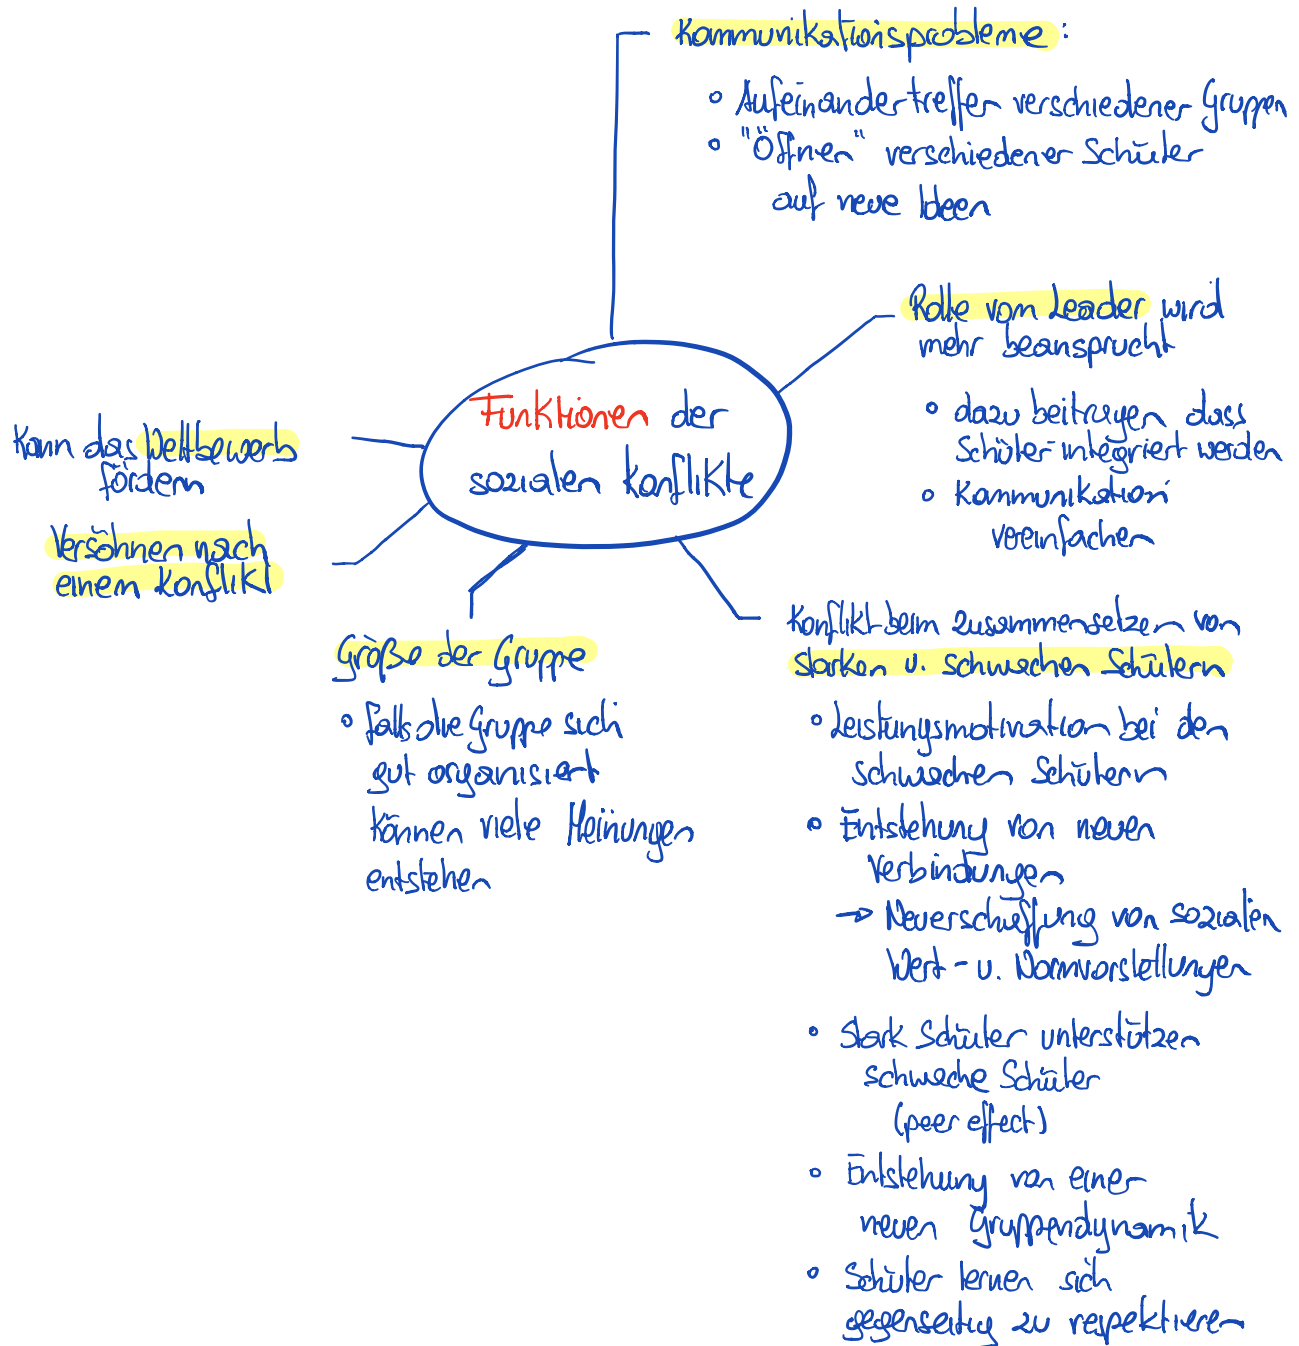 Kommunikationsprobleme :
Aufeinandertreffen verschiedener Gruppen
"Öffnen" verschiedener Schüler
auf neue Ideen
Rolle vom Leader wird
mehr beansprucht
dazu beitragen dass
Schüler integriert werden
Kommunikation
vereinfachen
Funktionen der
sozialen Konflikte
Kann das Wettbewerb
fördern
Versöhnen nach
einem Konflikt
Größe der Gruppe
falls die Gruppe sich
gut organisiert
können viele Meinungen
entstehen
Konflikt beim Zusammensetzen von
starken u. schwachen Schülern
Leistungsmotivation bei den
schwachen Schülern
Entstehung von neuen
Verbindungen
→ Neuerschaffung von sozialen
Wert- u. Normvorstellungen
Stark Schüler unterstützen
schwache Schüler
(peer effect)
Entstehung von einer
neuen Gruppendynamik
Schüler lernen sich
gegenseitig zu respektieren